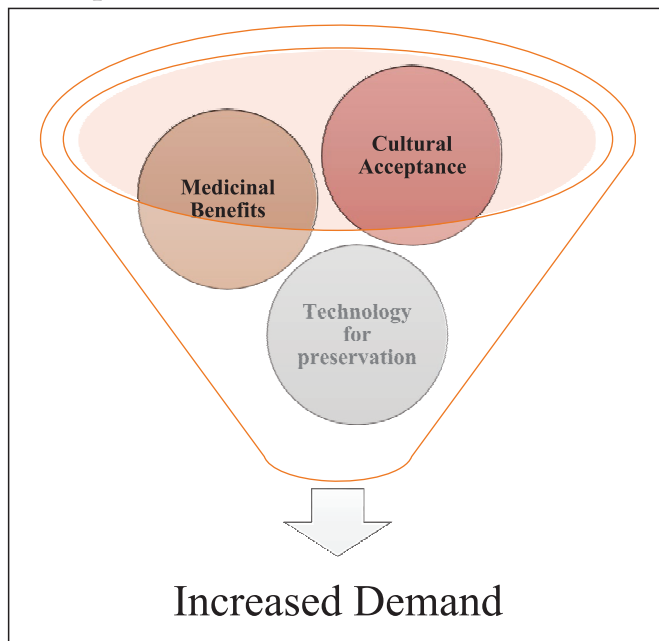 Cultural
Acceptance
Medicinal
Benefits
Technology
for
preservation
Increased Demand